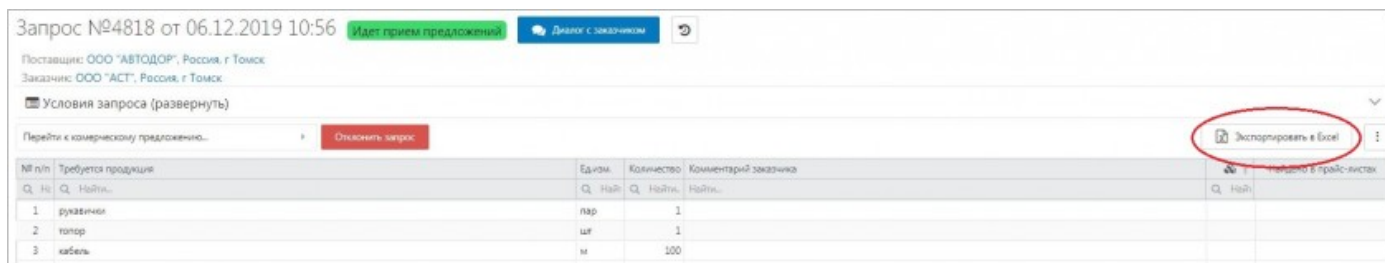 Запрос №4818 от 06.12.2019 10:56 Идет прием предложений Диалог с заказчиком
Поставщик: ООО "АВТОДОР", Россия, г Томск
Заказчик: ООО "АСТ", Россия, г Томск
Условия запроса (развернуть)
Перейти к комерческому предложению... Отклонить запрос Экспортировать в Excel
№ п/п Требуется продукция Ед.изм. Количество Комментарий заказчика Найдено в прайс-листах
Найти... Найти... Найти...
1 рукавички пар 1
2 топор шт 1
3 кабель м 100